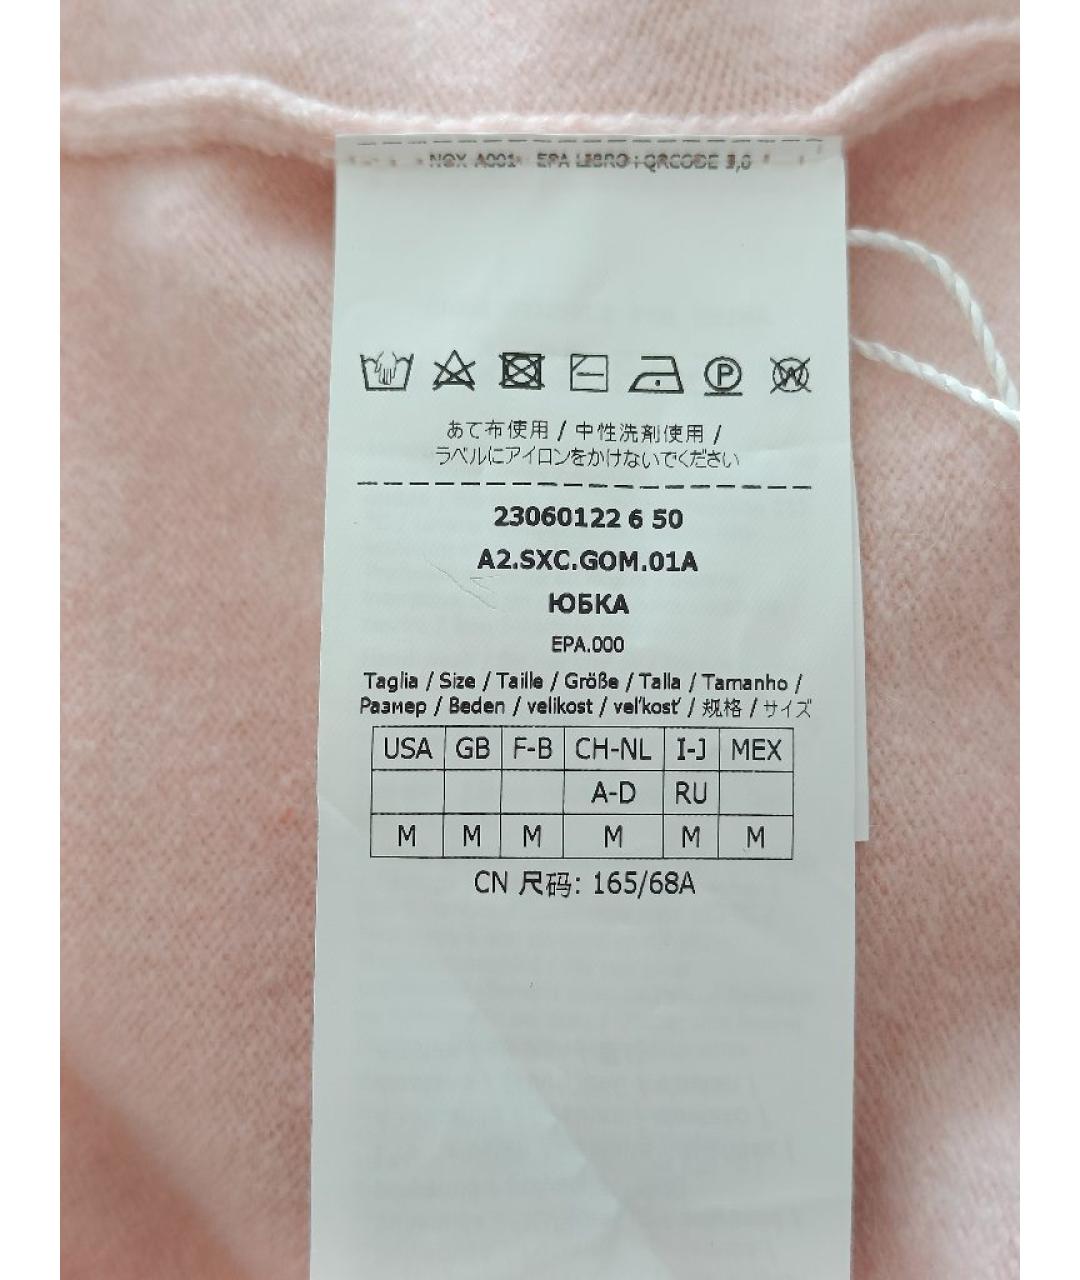 NQX A001 EPA LIBRO+QRCODE 3,0
あて布使用 / 中性洗剤使用 /
ラベルにアイロンをかけないでください
23060122 6 50
A2.SXC.GOM.01A
ЮБКА
EPA.000
Taglia / Size / Taille / Größe / Talla / Tamanho /
Размер / Beden / velikost / veľkosť / 规格 / サイズ
USA GB F-B CH-NL I-J MEX
A-D RU
M M M M M M
CN 尺码: 165/68A